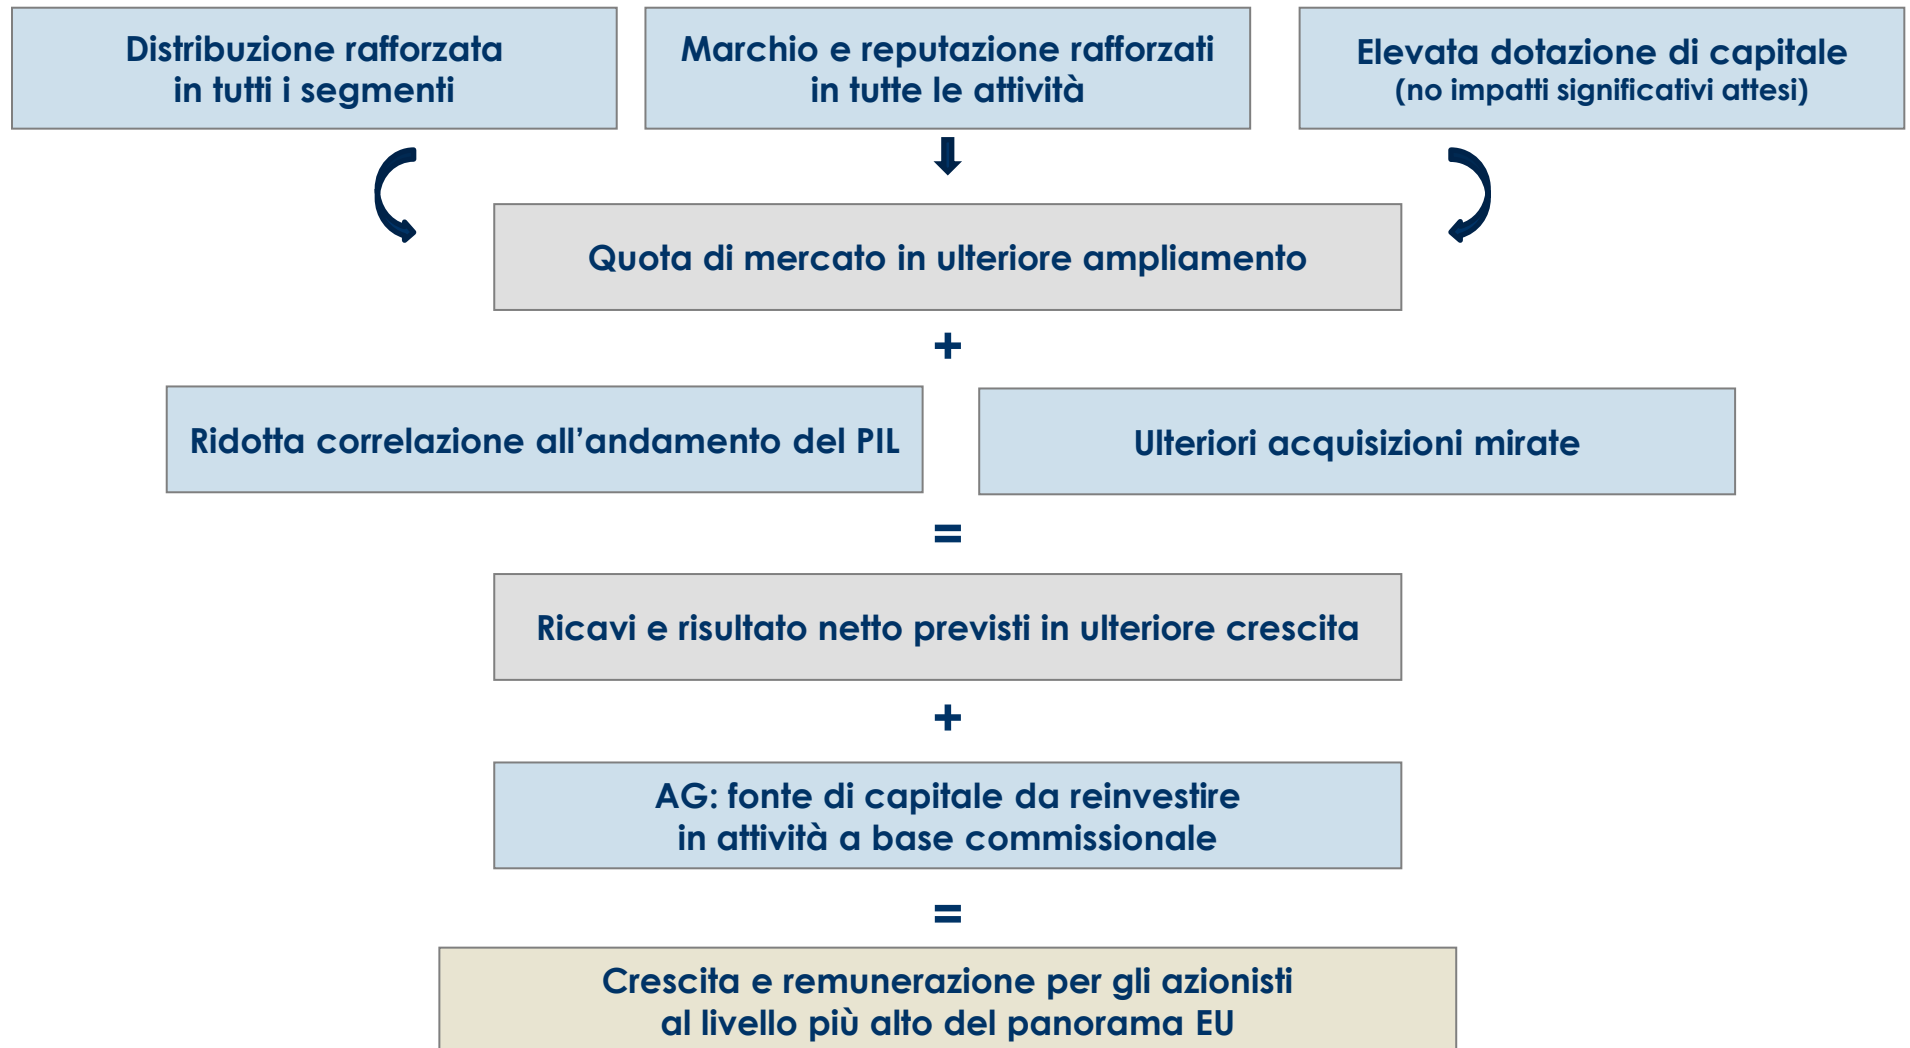 Distribuzione rafforzata
in tutti i segmenti
Marchio e reputazione rafforzati
in tutte le attività
Elevata dotazione di capitale
(no impatti significativi attesi)
Quota di mercato in ulteriore ampliamento
+
Ridotta correlazione all’andamento del PIL
Ulteriori acquisizioni mirate
=
Ricavi e risultato netto previsti in ulteriore crescita
+
AG: fonte di capitale da reinvestire
in attività a base commissionale
=
Crescita e remunerazione per gli azionisti
al livello più alto del panorama EU